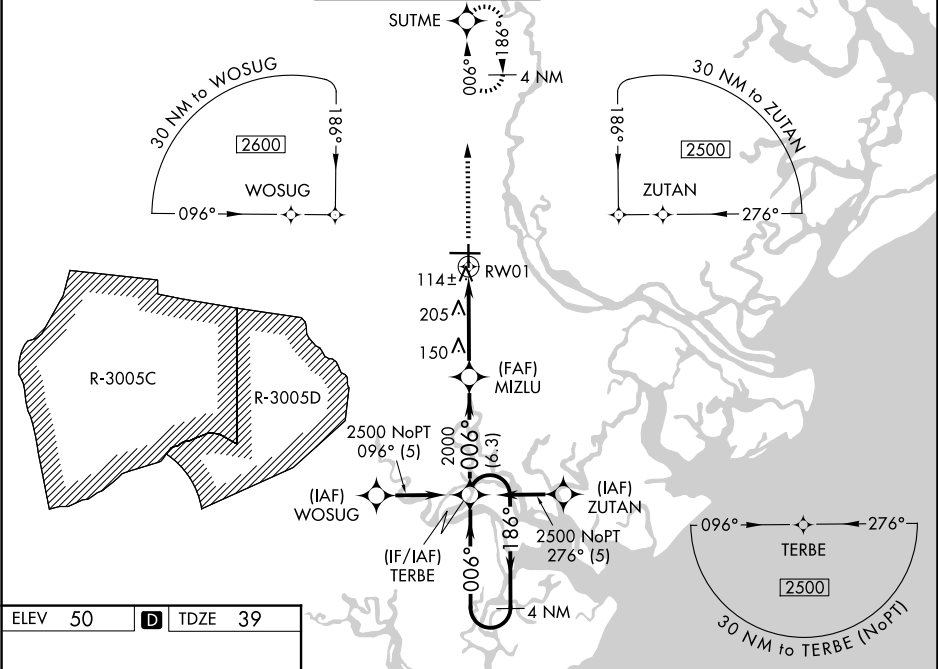 SUTME
186°
006°
4 NM
30 NM to WOSUG
186°
2600
WOSUG
096°
30 NM to ZUTAN
186°
2500
ZUTAN
276°
RW01
114±
205
150
(FAF)
MIZLU
R-3005C
R-3005D
2500 NoPT
096° (5)
2000
006°
(6.3)
(IAF)
WOSUG
(IAF)
ZUTAN
2500 NoPT
276° (5)
(IF/IAF)
TERBE
186°
006°
4 NM
096°
276°
TERBE
2500
30 NM to TERBE (NoPT)
ELEV 50
D
TDZE 39